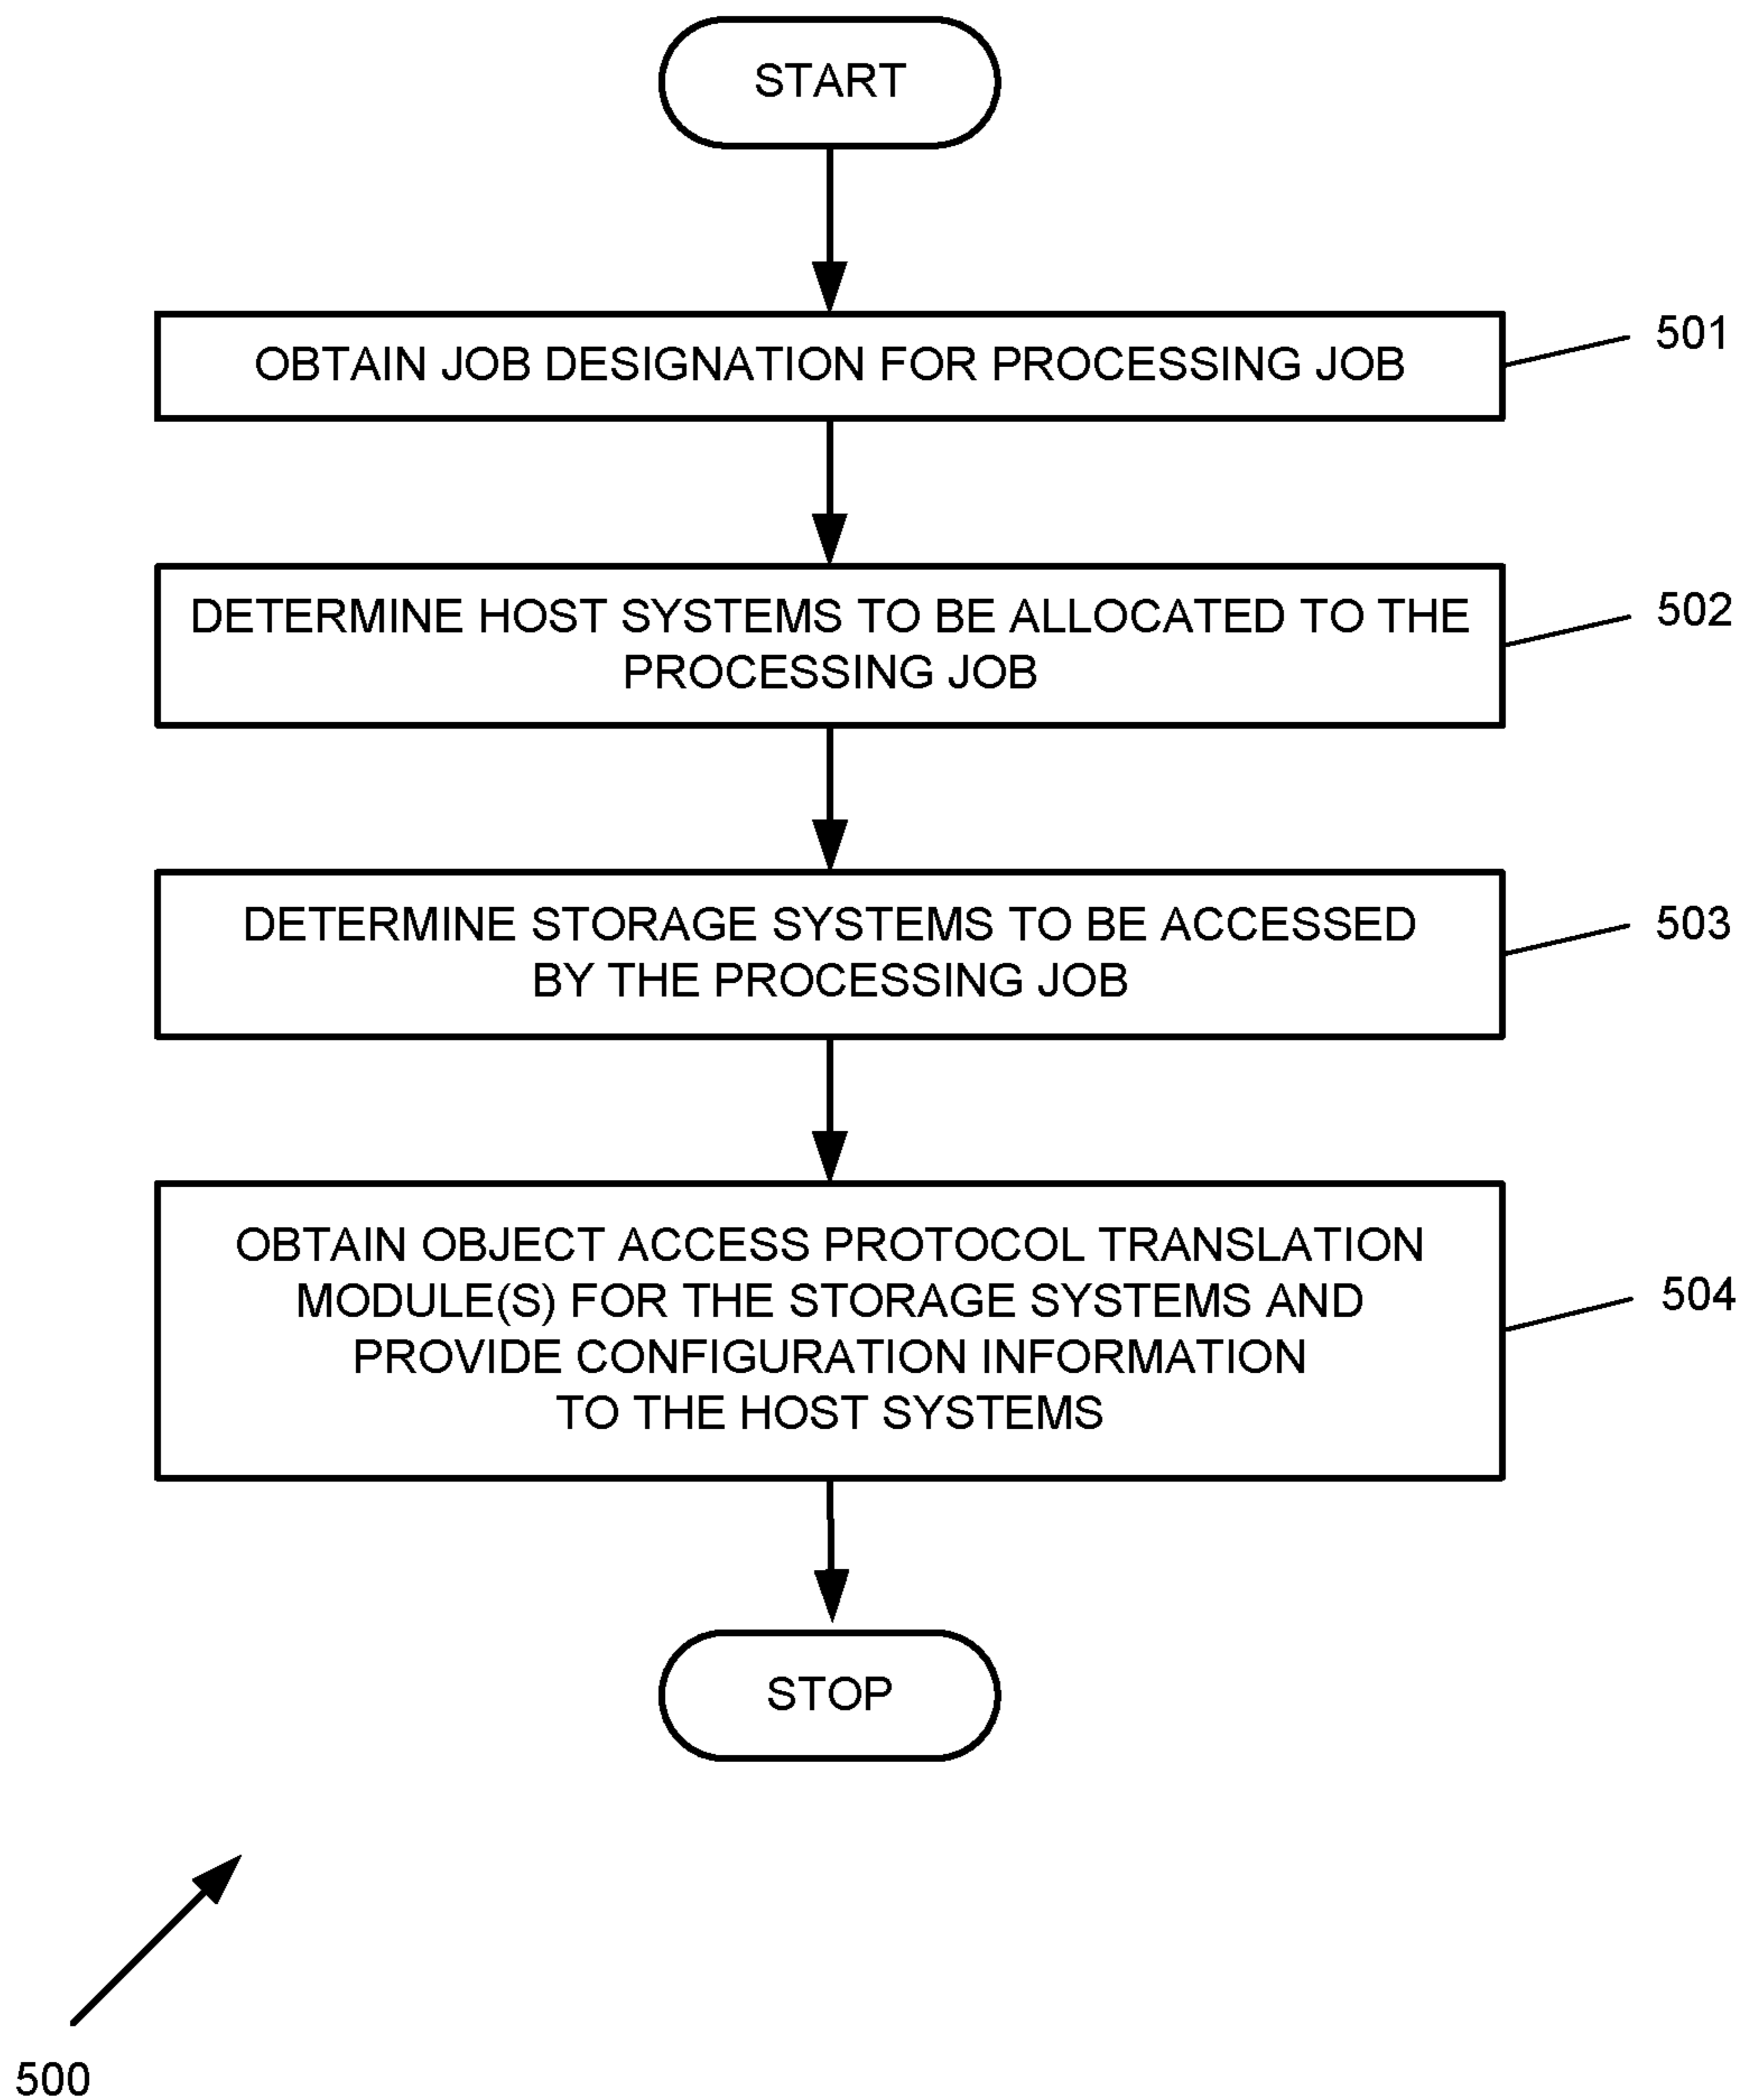 START
OBTAIN JOB DESIGNATION FOR PROCESSING JOB
501
DETERMINE HOST SYSTEMS TO BE ALLOCATED TO THE
PROCESSING JOB
502
DETERMINE STORAGE SYSTEMS TO BE ACCESSED
BY THE PROCESSING JOB
503
OBTAIN OBJECT ACCESS PROTOCOL TRANSLATION
MODULE(S) FOR THE STORAGE SYSTEMS AND
PROVIDE CONFIGURATION INFORMATION
TO THE HOST SYSTEMS
504
STOP
500